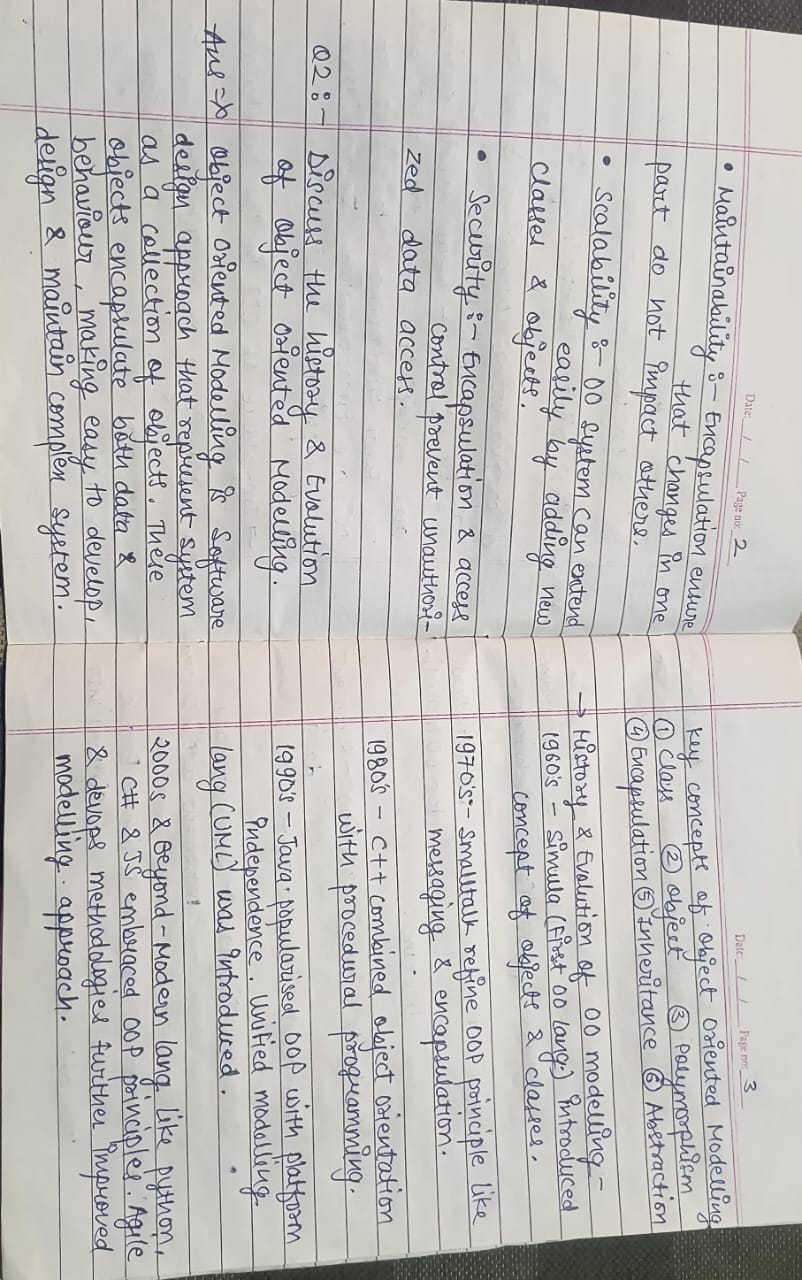 Date: / / Page no: 2
• Maintainability :- Encapsulation ensure
that changes in one
part do not impact others.
• Scalability :- OO system can extend
easily by adding new
classes & objects.
• Security :- Encapsulation & access
control prevent unauthori-
zed data access.
Q2 :- Discuss the history & Evolution
of Object Oriented Modelling.
Ans => Object Oriented Modelling is Software
design approach that represent system
as a collection of objects. These
objects encapsulate both data &
behaviour, making easy to develop,
design & maintain complex system.
Date: / / Page no: 3
Key concepts of Object Oriented Modelling
① Class ② Object ③ Polymorphism
④ Encapsulation ⑤ Inheritance ⑥ Abstraction
→ History & Evolution of OO modelling -
1960's - Simula (First OO lang.) introduced
concept of objects & classes.
1970's - Smalltalk refine OOP principle like
messaging & encapsulation.
1980s - C++ combined object orientation
with procedural programming.
1990's - Java popularised OOP with platform
independence. Unified modelling
lang (UML) was introduced.
2000s & Beyond - Modern lang like python,
C# & JS embraced OOP principles. Agile
& devops methodologies further improved
modelling approach.